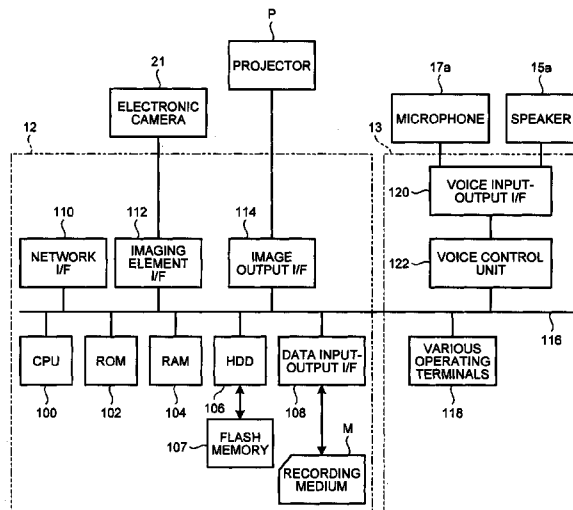 P
PROJECTOR
21
ELECTRONIC
CAMERA
17a
MICROPHONE
15a
SPEAKER
12
13
120
VOICE INPUT-
OUTPUT I/F
110
NETWORK
I/F
112
IMAGING
ELEMENT
I/F
114
IMAGE
OUTPUT I/F
122
VOICE CONTROL
UNIT
116
CPU
100
ROM
102
RAM
104
HDD
106
DATA INPUT-
OUTPUT I/F
108
VARIOUS
OPERATING
TERMINALS
118
107
FLASH
MEMORY
M
RECORDING
MEDIUM